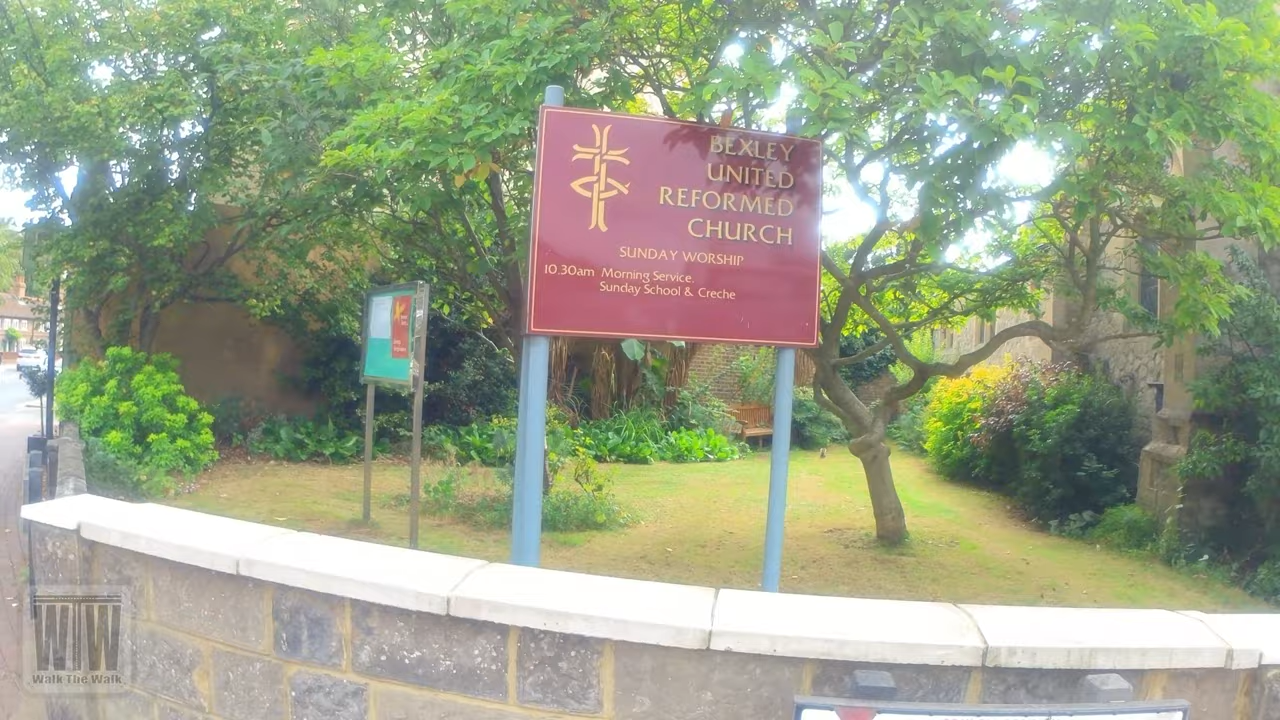 BEXLEY
UNITED
REFORMED
CHURCH
SUNDAY WORSHIP
10.30am Morning Service,
Sunday School & Creche
WTW
Walk The Walk